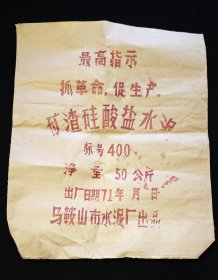 最高指示
抓革命，促生产。
矿渣硅酸盐水泥
标号400
净重50公斤
出厂日期71年 月 日
马鞍山市水泥厂出品